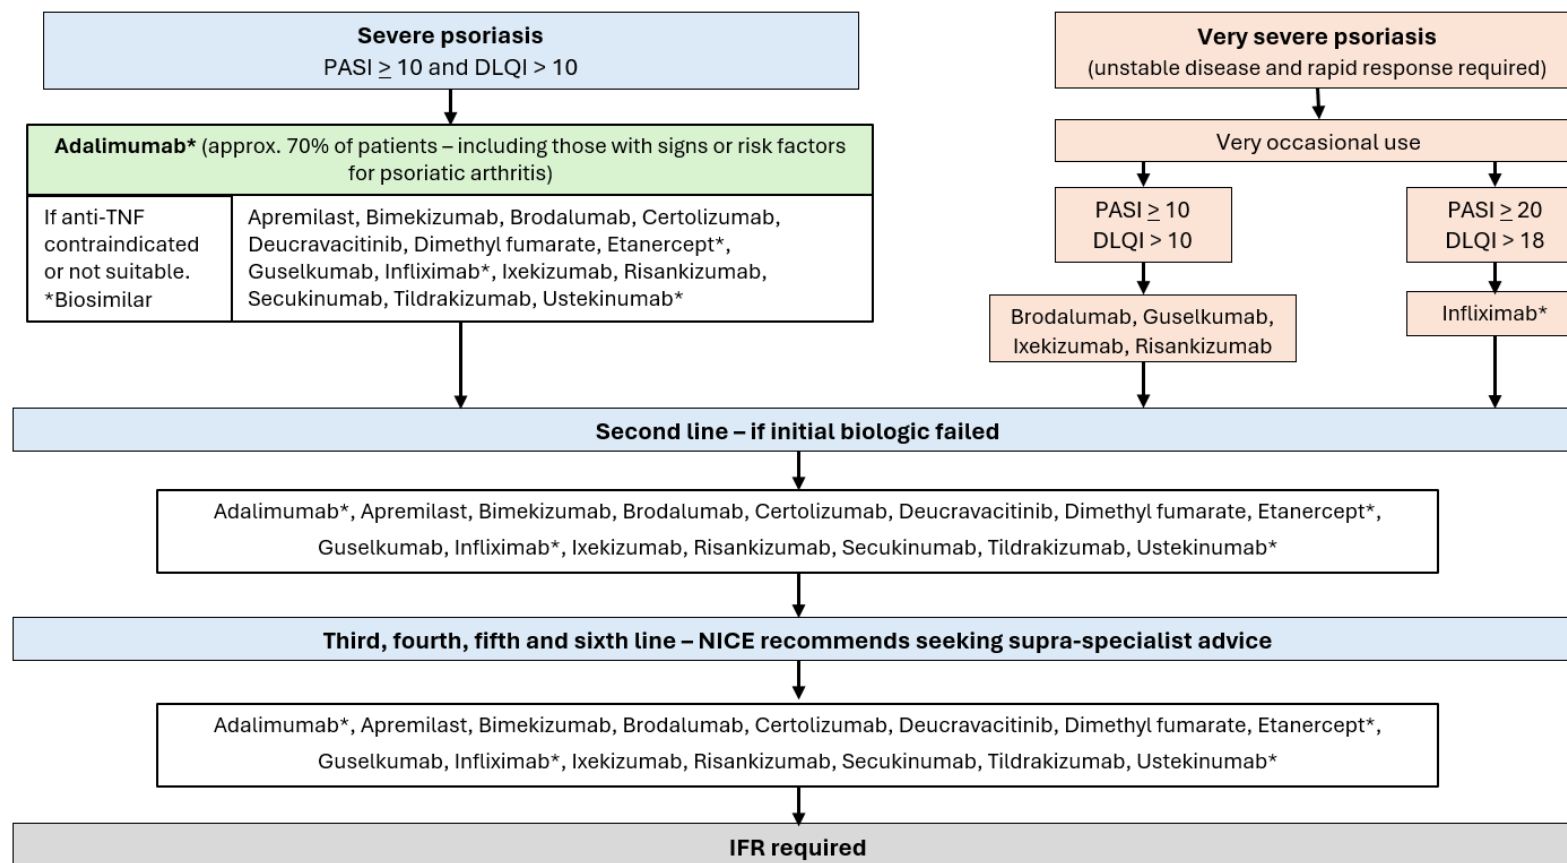 Severe psoriasis
PASI ≥ 10 and DLQI > 10
Adalimumab* (approx. 70% of patients – including those with signs or risk factors
for psoriatic arthritis)
If anti-TNF
contraindicated
or not suitable.
*Biosimilar
Apremilast, Bimekizumab, Brodalumab, Certolizumab,
Deucravacitinib, Dimethyl fumarate, Etanercept*,
Guselkumab, Infliximab*, Ixekizumab, Risankizumab,
Secukinumab, Tildrakizumab, Ustekinumab*
Very severe psoriasis
(unstable disease and rapid response required)
Very occasional use
PASI ≥ 10
DLQI > 10
Brodalumab, Guselkumab,
Ixekizumab, Risankizumab
PASI ≥ 20
DLQI > 18
Infliximab*
Second line – if initial biologic failed
Adalimumab*, Apremilast, Bimekizumab, Brodalumab, Certolizumab, Deucravacitinib, Dimethyl fumarate, Etanercept*,
Guselkumab, Infliximab*, Ixekizumab, Risankizumab, Secukinumab, Tildrakizumab, Ustekinumab*
Third, fourth, fifth and sixth line – NICE recommends seeking supra-specialist advice
Adalimumab*, Apremilast, Bimekizumab, Brodalumab, Certolizumab, Deucravacitinib, Dimethyl fumarate, Etanercept*,
Guselkumab, Infliximab*, Ixekizumab, Risankizumab, Secukinumab, Tildrakizumab, Ustekinumab*
IFR required